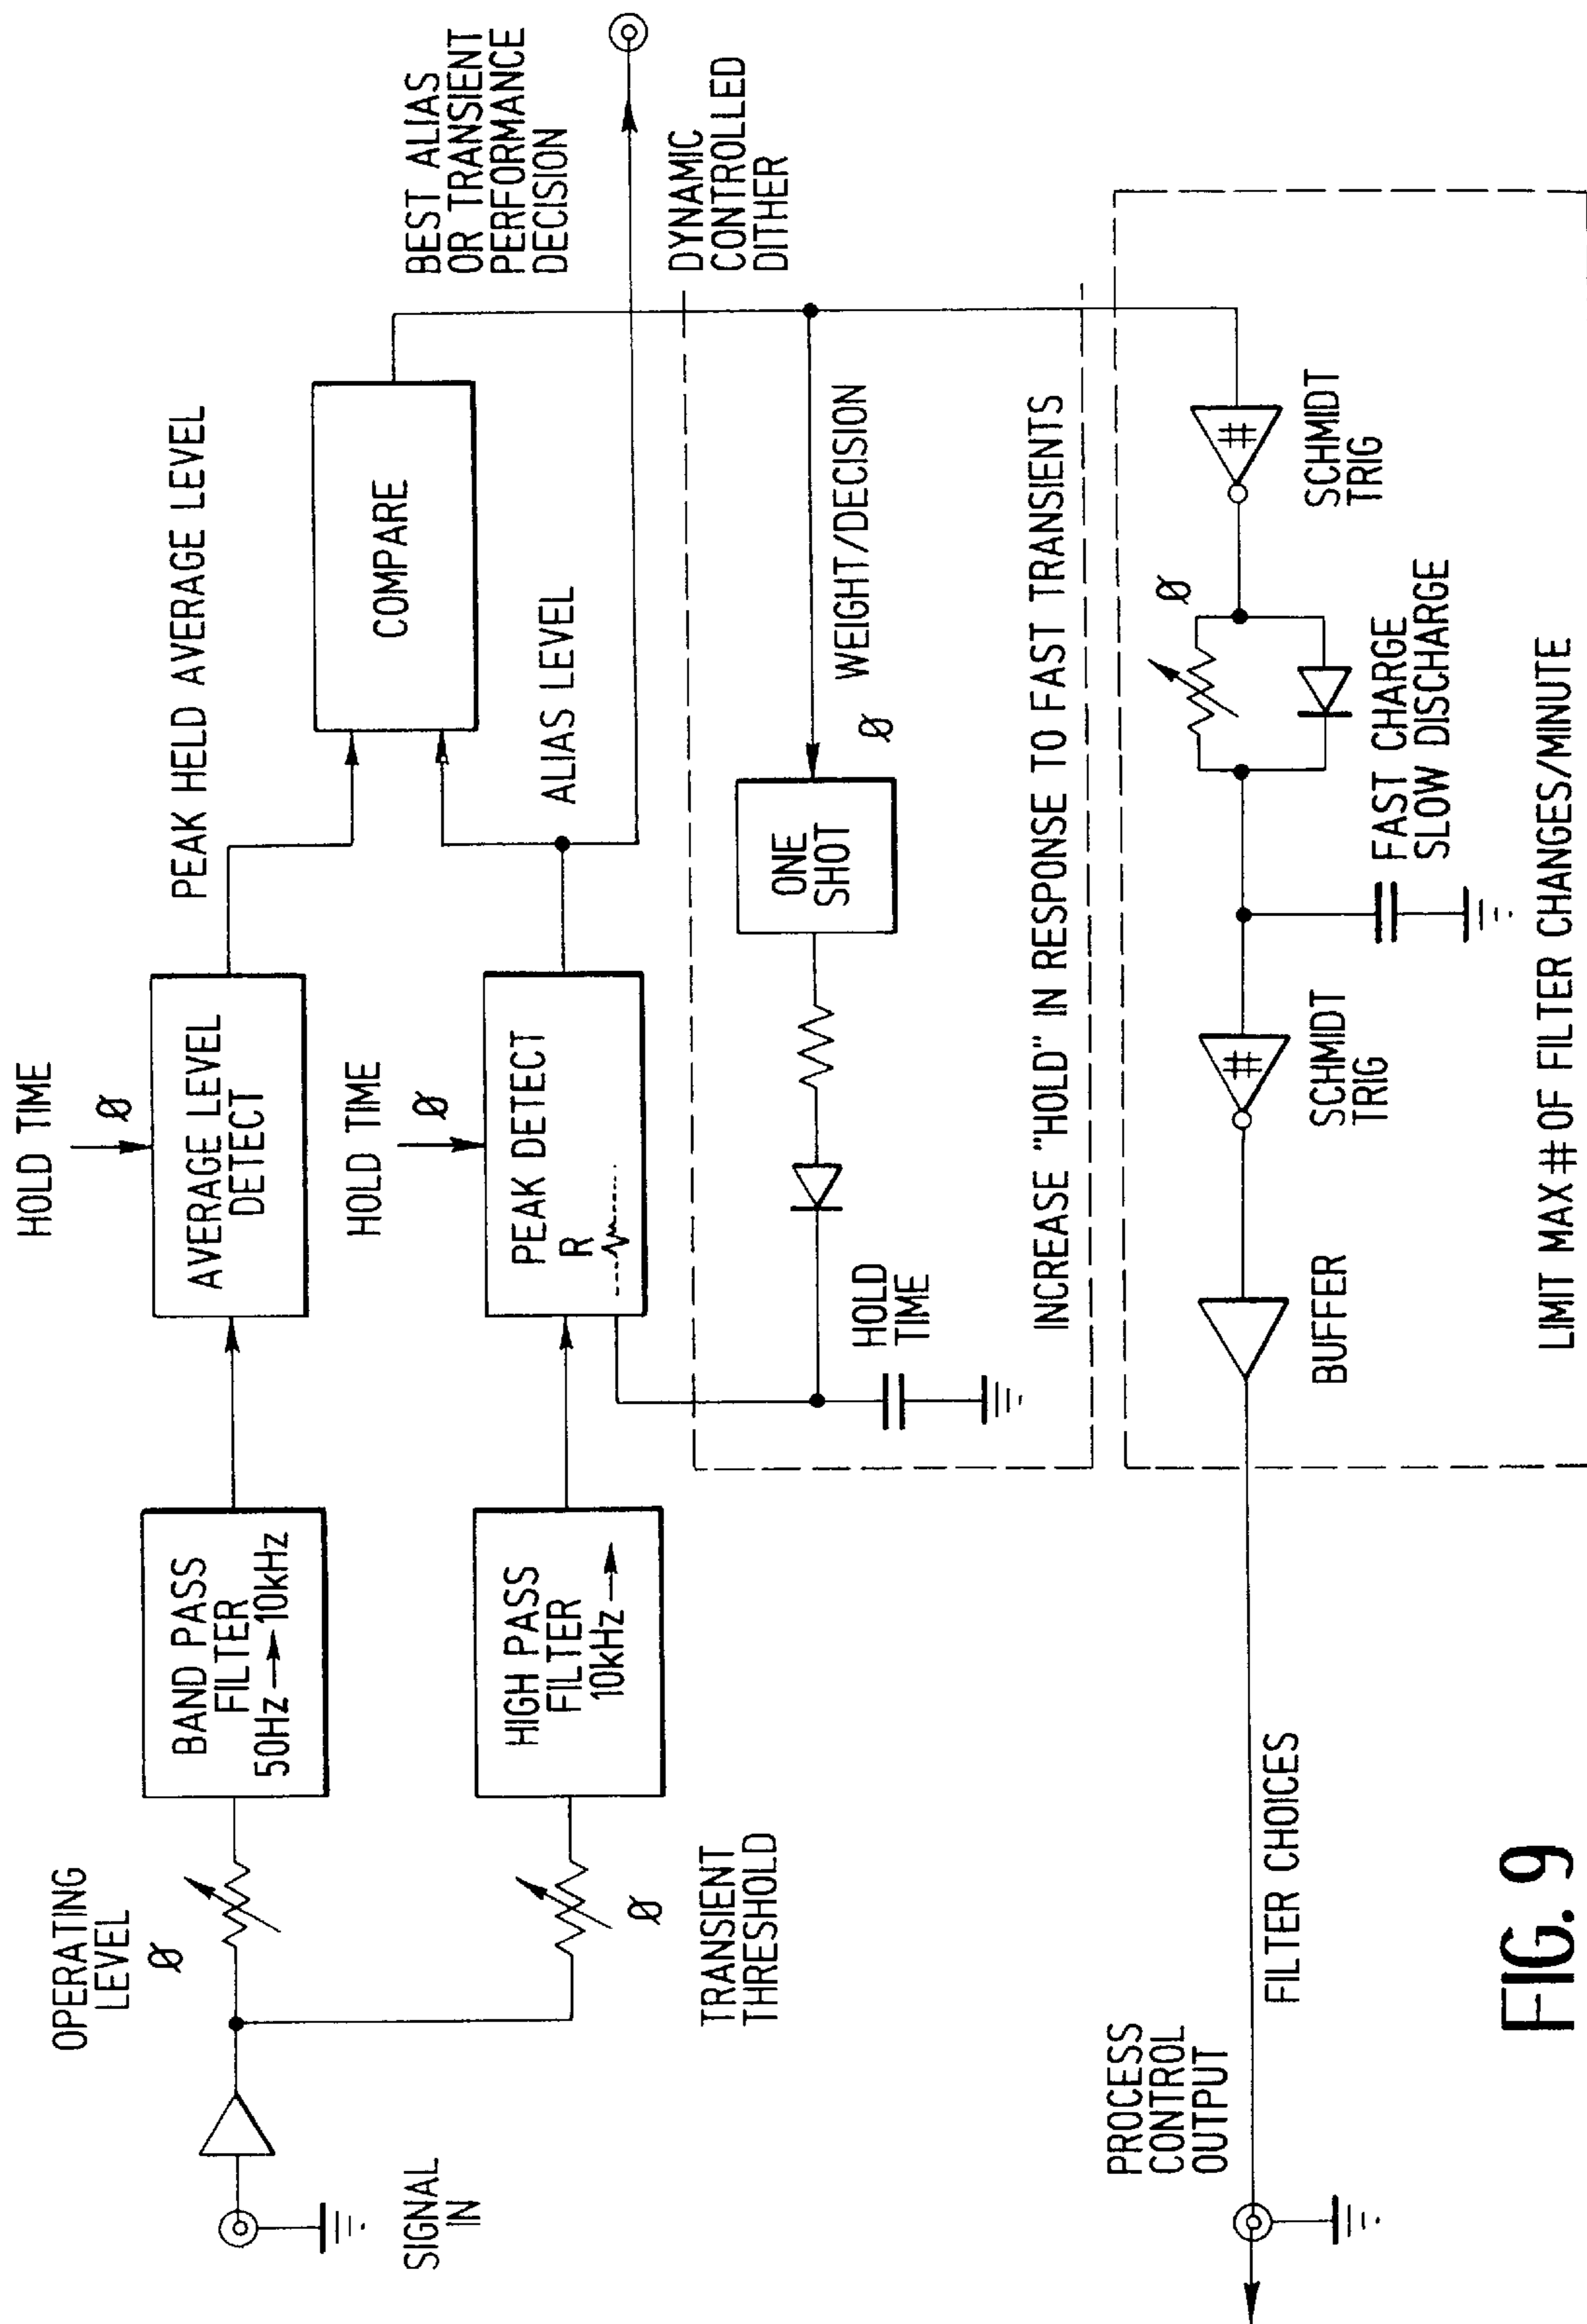 HOLD TIME
Ø
PEAK HELD AVERAGE LEVEL
BEST ALIAS
OR TRANSIENT
PERFORMANCE
DECISION
OPERATING
LEVEL
Ø
BAND PASS
FILTER
50Hz → 10kHz
AVERAGE LEVEL
DETECT
COMPARE
SIGNAL
IN
HOLD TIME
Ø
ALIAS LEVEL
HIGH PASS
FILTER
10kHz →
PEAK DETECT
R
Ø
TRANSIENT
THRESHOLD
DYNAMIC
CONTROLLED
DITHER
ONE
SHOT
WEIGHT/DECISION
Ø
HOLD
TIME
INCREASE "HOLD" IN RESPONSE TO FAST TRANSIENTS
PROCESS
CONTROL
OUTPUT
FILTER CHOICES
BUFFER
SCHMIDT
TRIG
FAST CHARGE
SLOW DISCHARGE
Ø
SCHMIDT
TRIG
LIMIT MAX # OF FILTER CHANGES/MINUTE
FIG. 9